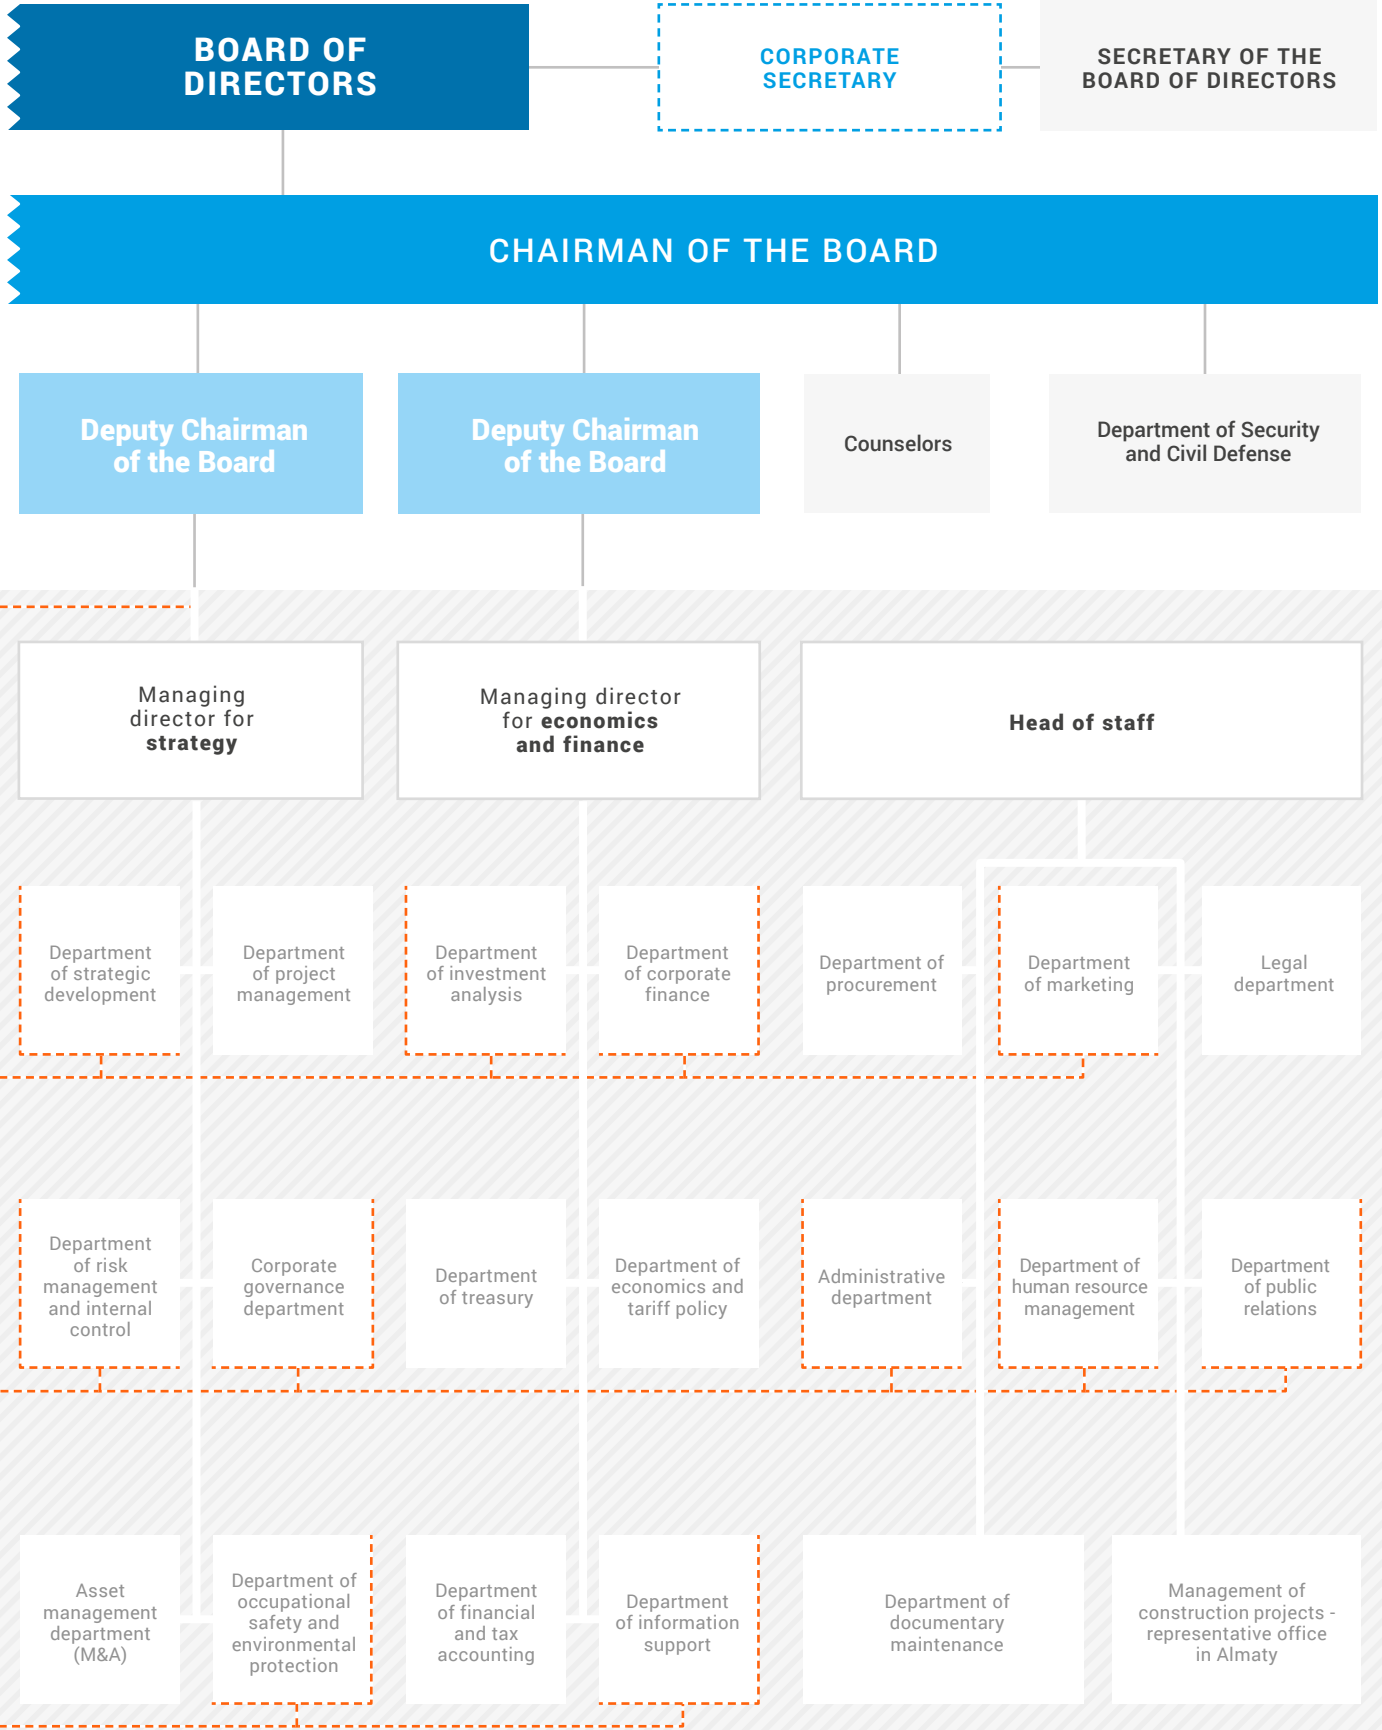 BOARD OF
DIRECTORS
CORPORATE
SECRETARY
SECRETARY OF THE
BOARD OF DIRECTORS
CHAIRMAN OF THE BOARD
Deputy Chairman
of the Board
Deputy Chairman
of the Board
Counselors
Department of Security
and Civil Defense
Managing
director for
strategy
Managing director
for economics
and finance
Head of staff
Department
of strategic
development
Department
of project
management
Department
of investment
analysis
Department
of corporate
finance
Department of
procurement
Department
of marketing
Legal
department
Department
of risk
management
and internal
control
Corporate
governance
department
Department
of treasury
Department of
economics and
tariff policy
Administrative
department
Department of
human resource
management
Department
of public
relations
Asset
management
department
(M&A)
Department of
occupational
safety and
environmental
protection
Department
of financial
and tax
accounting
Department
of information
support
Department of
documentary
maintenance
Management of
construction projects -
representative office
in Almaty